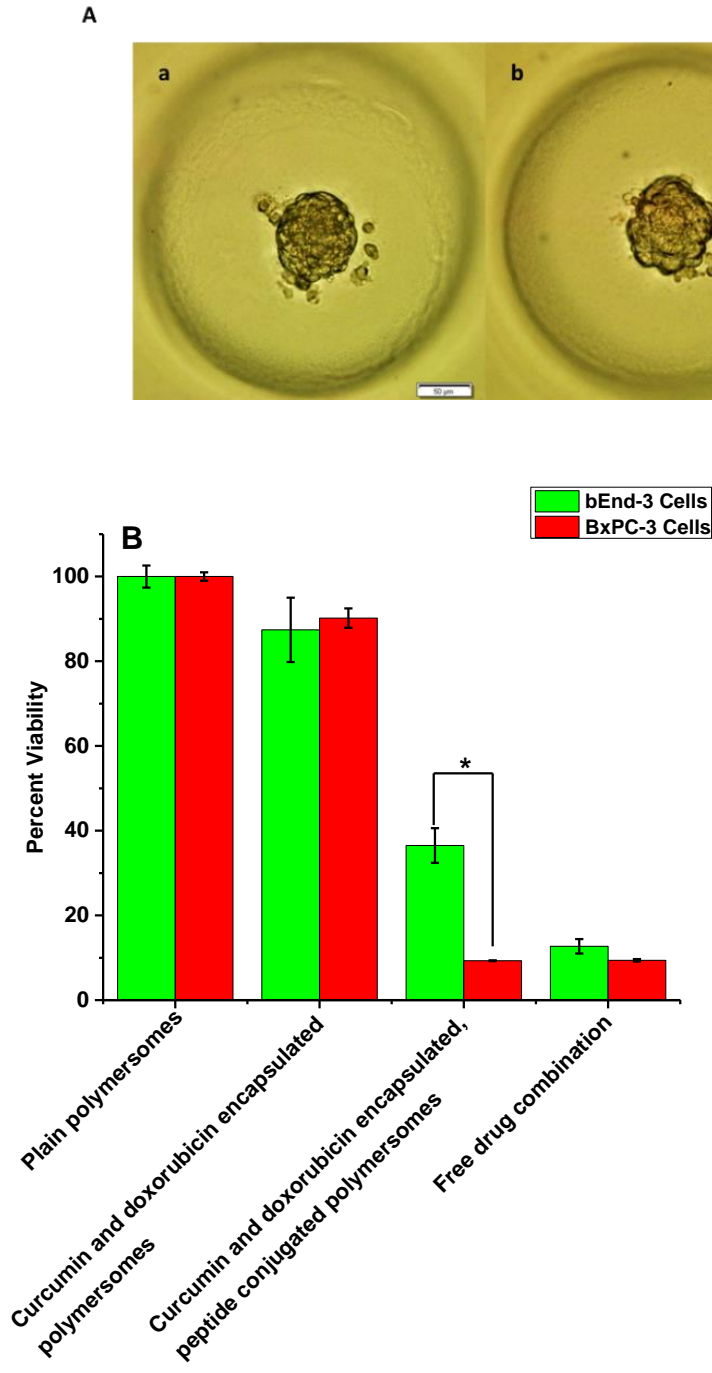 A
a
b
50 µm
bEnd-3 Cells
BxPC-3 Cells
B
100
80
60
40
20
0
Percent Viability
*
Plain polymersomes
Curcumin and doxorubicin encapsulated
polymersomes
Curcumin and doxorubicin encapsulated,
peptide conjugated polymersomes
Free drug combination